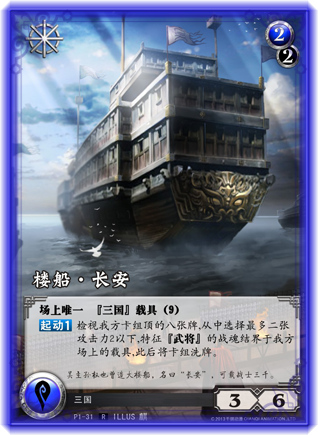 2
2
楼船·长安
场上唯一 『三国』载具（9）
起动1 检视我方卡组顶的八张牌,从中选择最多二张
攻击力2以下,特征『武将』的战魂结界于我方
场上的载具,此后将卡组洗牌。
吴主孙权也曾造大楼船，名曰“长安”，可载战士三千。
三国
P1-31 R ILLUS 麒
3 6